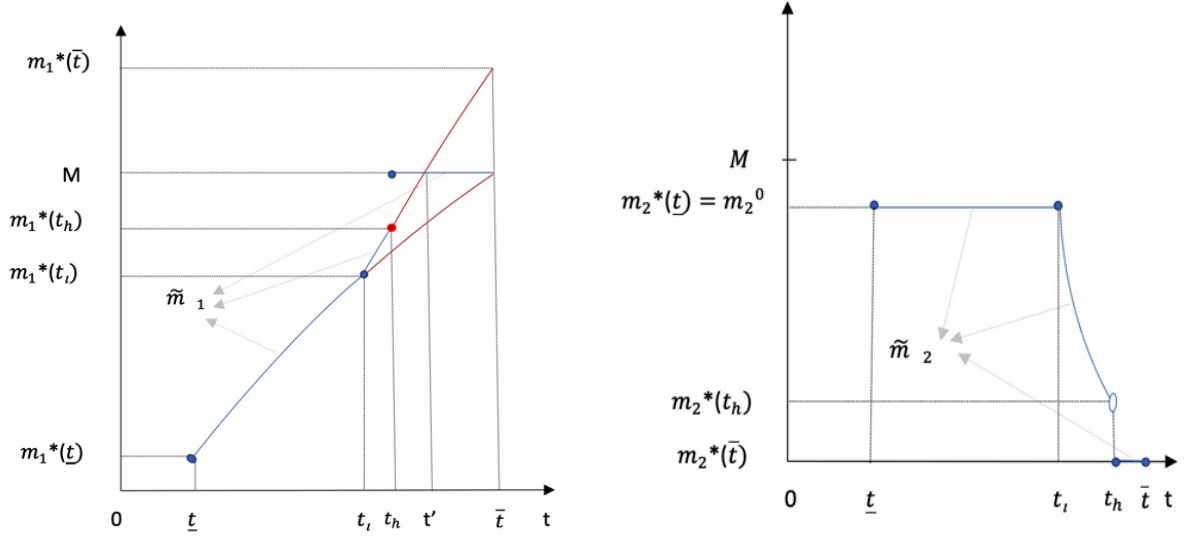 m₁*(t̅)
M
m₁*(tₕ)
m₁*(tₗ)
m̃ ₁
m₁*(t̲)
0 t̲ tₗ tₕ t' t̅ t
M
m₂*(t̲) = m₂⁰
m̃ ₂
m₂*(tₕ)
m₂*(t̅)
0 t̲ tₗ tₕ t̅ t